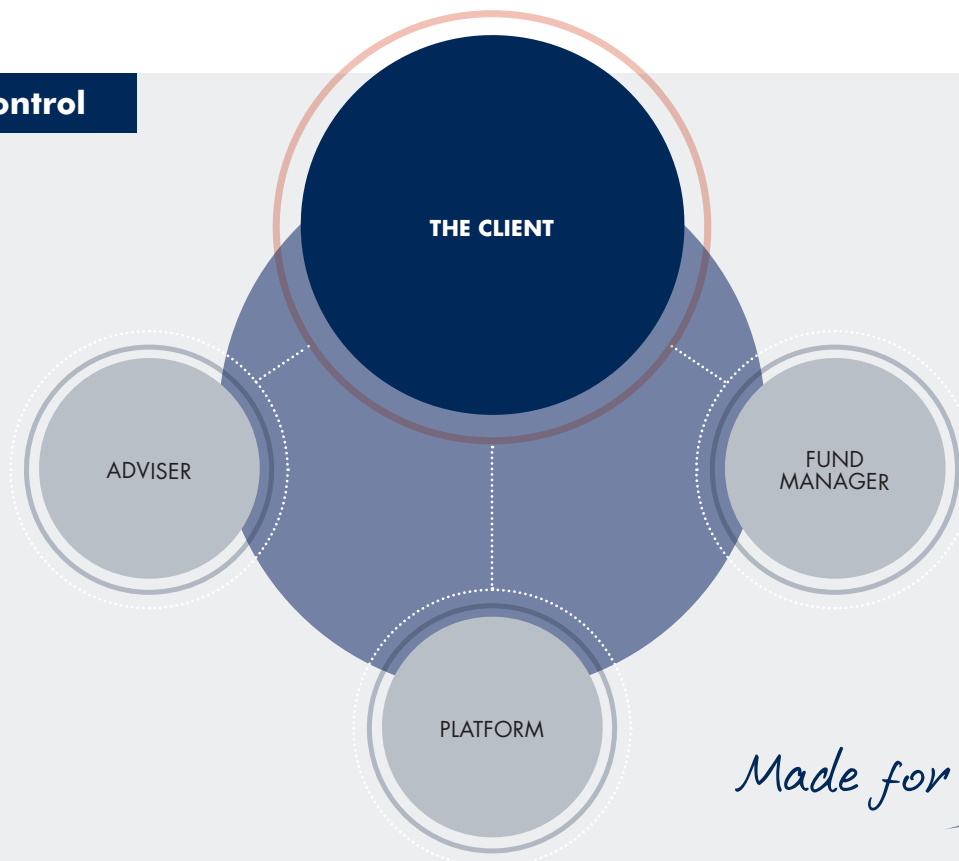 ontrol
THE CLIENT
ADVISER
FUND
MANAGER
PLATFORM
Made for